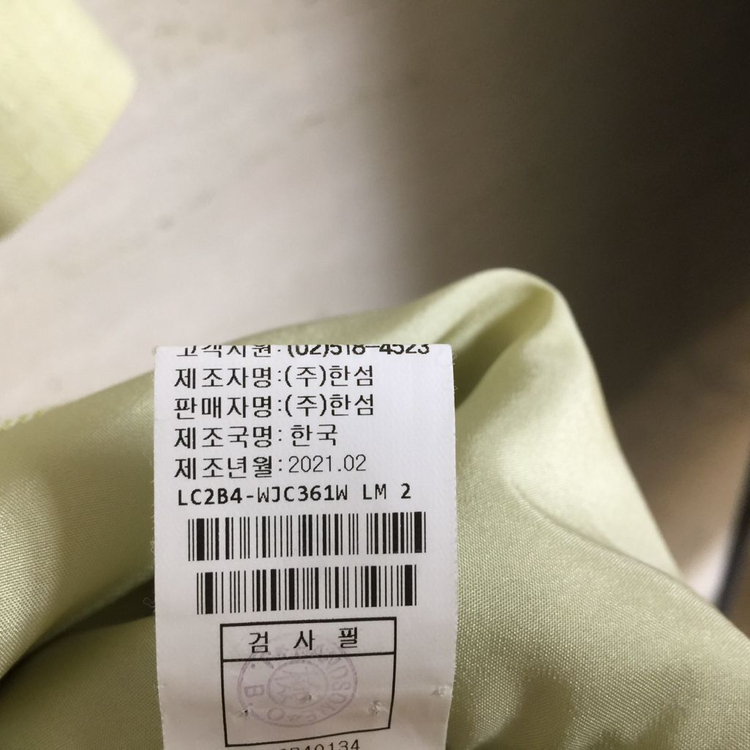 고객지원:(02)518-4523
제조자명:(주)한섬
판매자명:(주)한섬
제조국명: 한국
제조년월: 2021.02
LC2B4-WJC361W LM 2
검 사 필